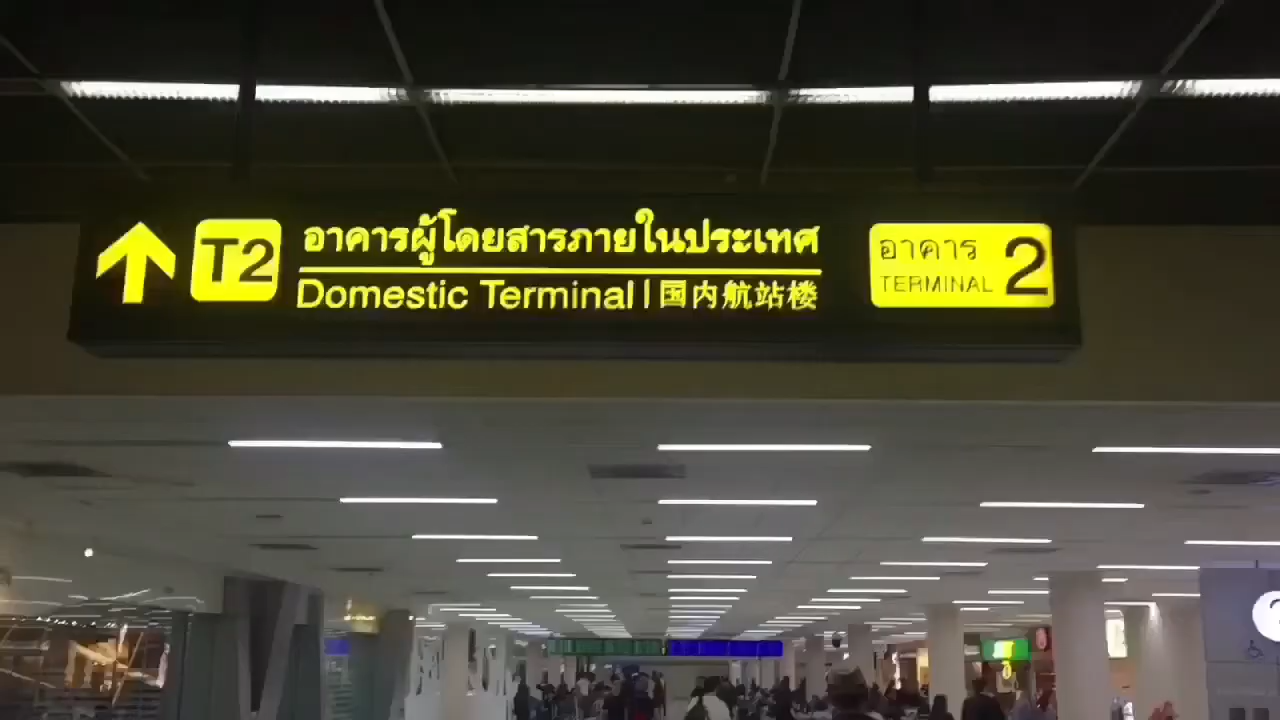 T2
อาคารผู้โดยสารภายในประเทศ
Domestic Terminal | 国内航站楼
อาคาร
TERMINAL
2